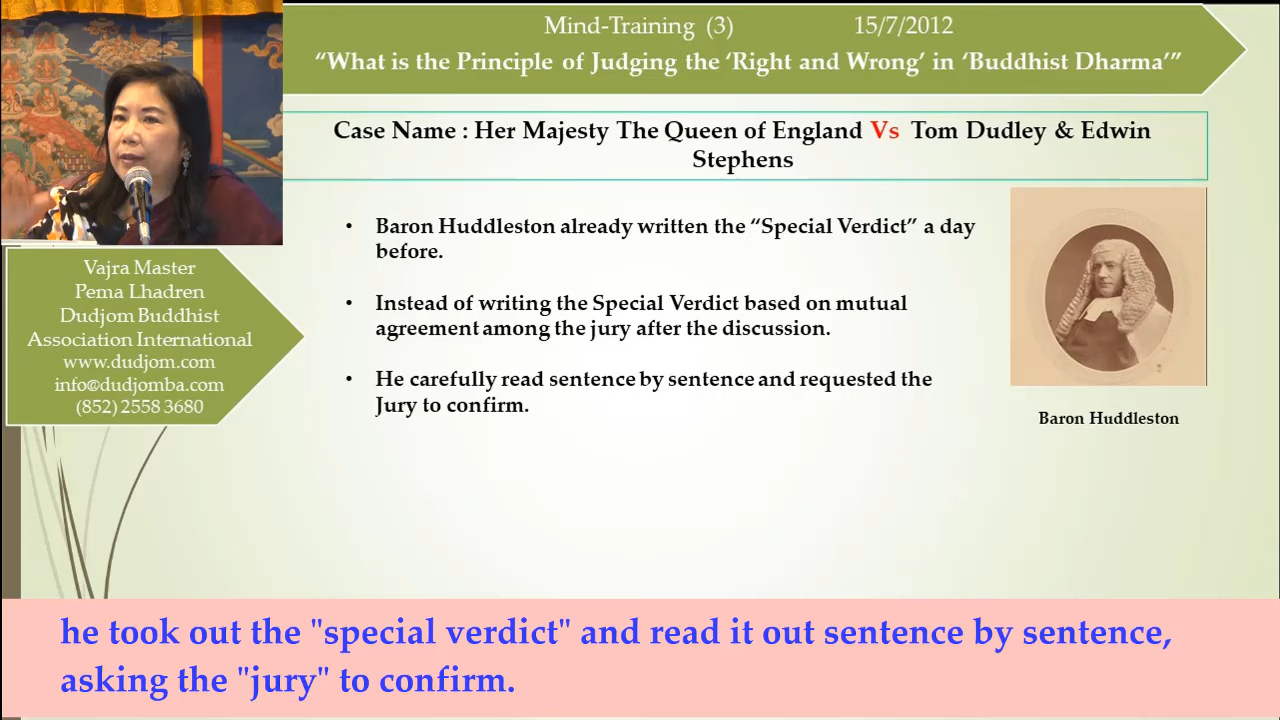 Mind-Training (3) 15/7/2012
“What is the Principle of Judging the ‘Right and Wrong’ in ‘Buddhist Dharma’”
Case Name : Her Majesty The Queen of England Vs Tom Dudley & Edwin
Stephens
• Baron Huddleston already written the “Special Verdict” a day
before.
• Instead of writing the Special Verdict based on mutual
agreement among the jury after the discussion.
• He carefully read sentence by sentence and requested the
Jury to confirm.
Baron Huddleston
Vajra Master
Pema Lhadren
Dudjom Buddhist
Association International
www.dudjom.com
info@dudjomba.com
(852) 2558 3680
he took out the "special verdict" and read it out sentence by sentence,
asking the "jury" to confirm.